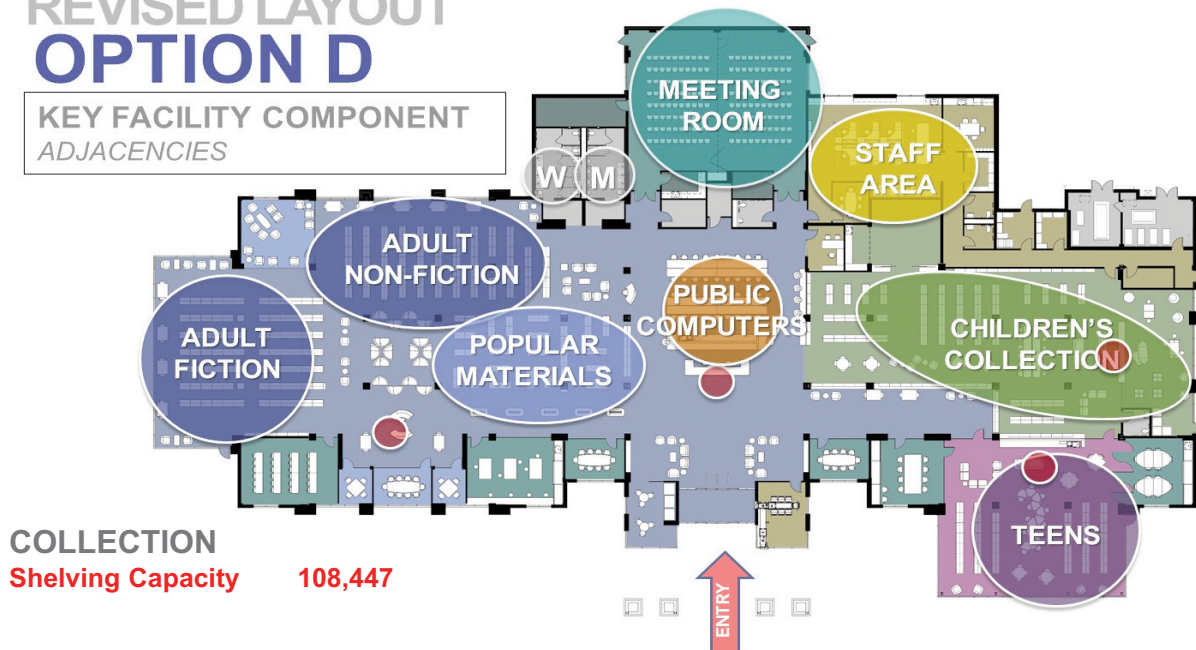 REVISED LAYOUT
OPTION D
KEY FACILITY COMPONENT
ADJACENCIES
MEETING
ROOM
STAFF
AREA
W
M
ADULT
NON-FICTION
PUBLIC
COMPUTERS
ADULT
FICTION
POPULAR
MATERIALS
CHILDREN'S
COLLECTION
TEENS
COLLECTION
Shelving Capacity 108,447
ENTRY